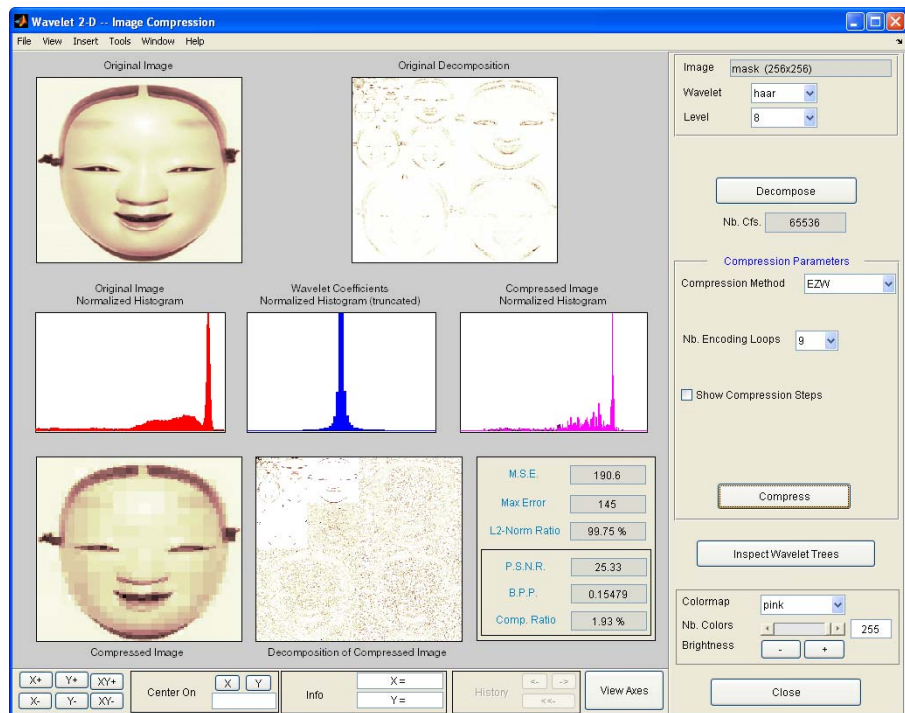 Wavelet 2-D -- Image Compression
File View Insert Tools Window Help
Original Image
Original Decomposition
Image mask (256x256)
Wavelet haar
Level 8
Decompose
Nb. Cfs. 65536
Original Image
Normalized Histogram
Wavelet Coefficients
Normalized Histogram (truncated)
Compressed Image
Normalized Histogram
Compression Parameters
Compression Method EZW
Nb. Encoding Loops 9
Show Compression Steps
Compress
M.S.E. 190.6
Max Error 145
L2-Norm Ratio 99.75 %
P.S.N.R. 25.33
B.P.P. 0.15479
Comp. Ratio 1.93 %
Compressed Image
Decomposition of Compressed Image
Inspect Wavelet Trees
Colormap pink
Nb. Colors 255
Brightness - +
X+ Y+ XY+
X- Y- XY-
Center On X Y
Info X =
Y =
History <- ->
<<-
View Axes
Close